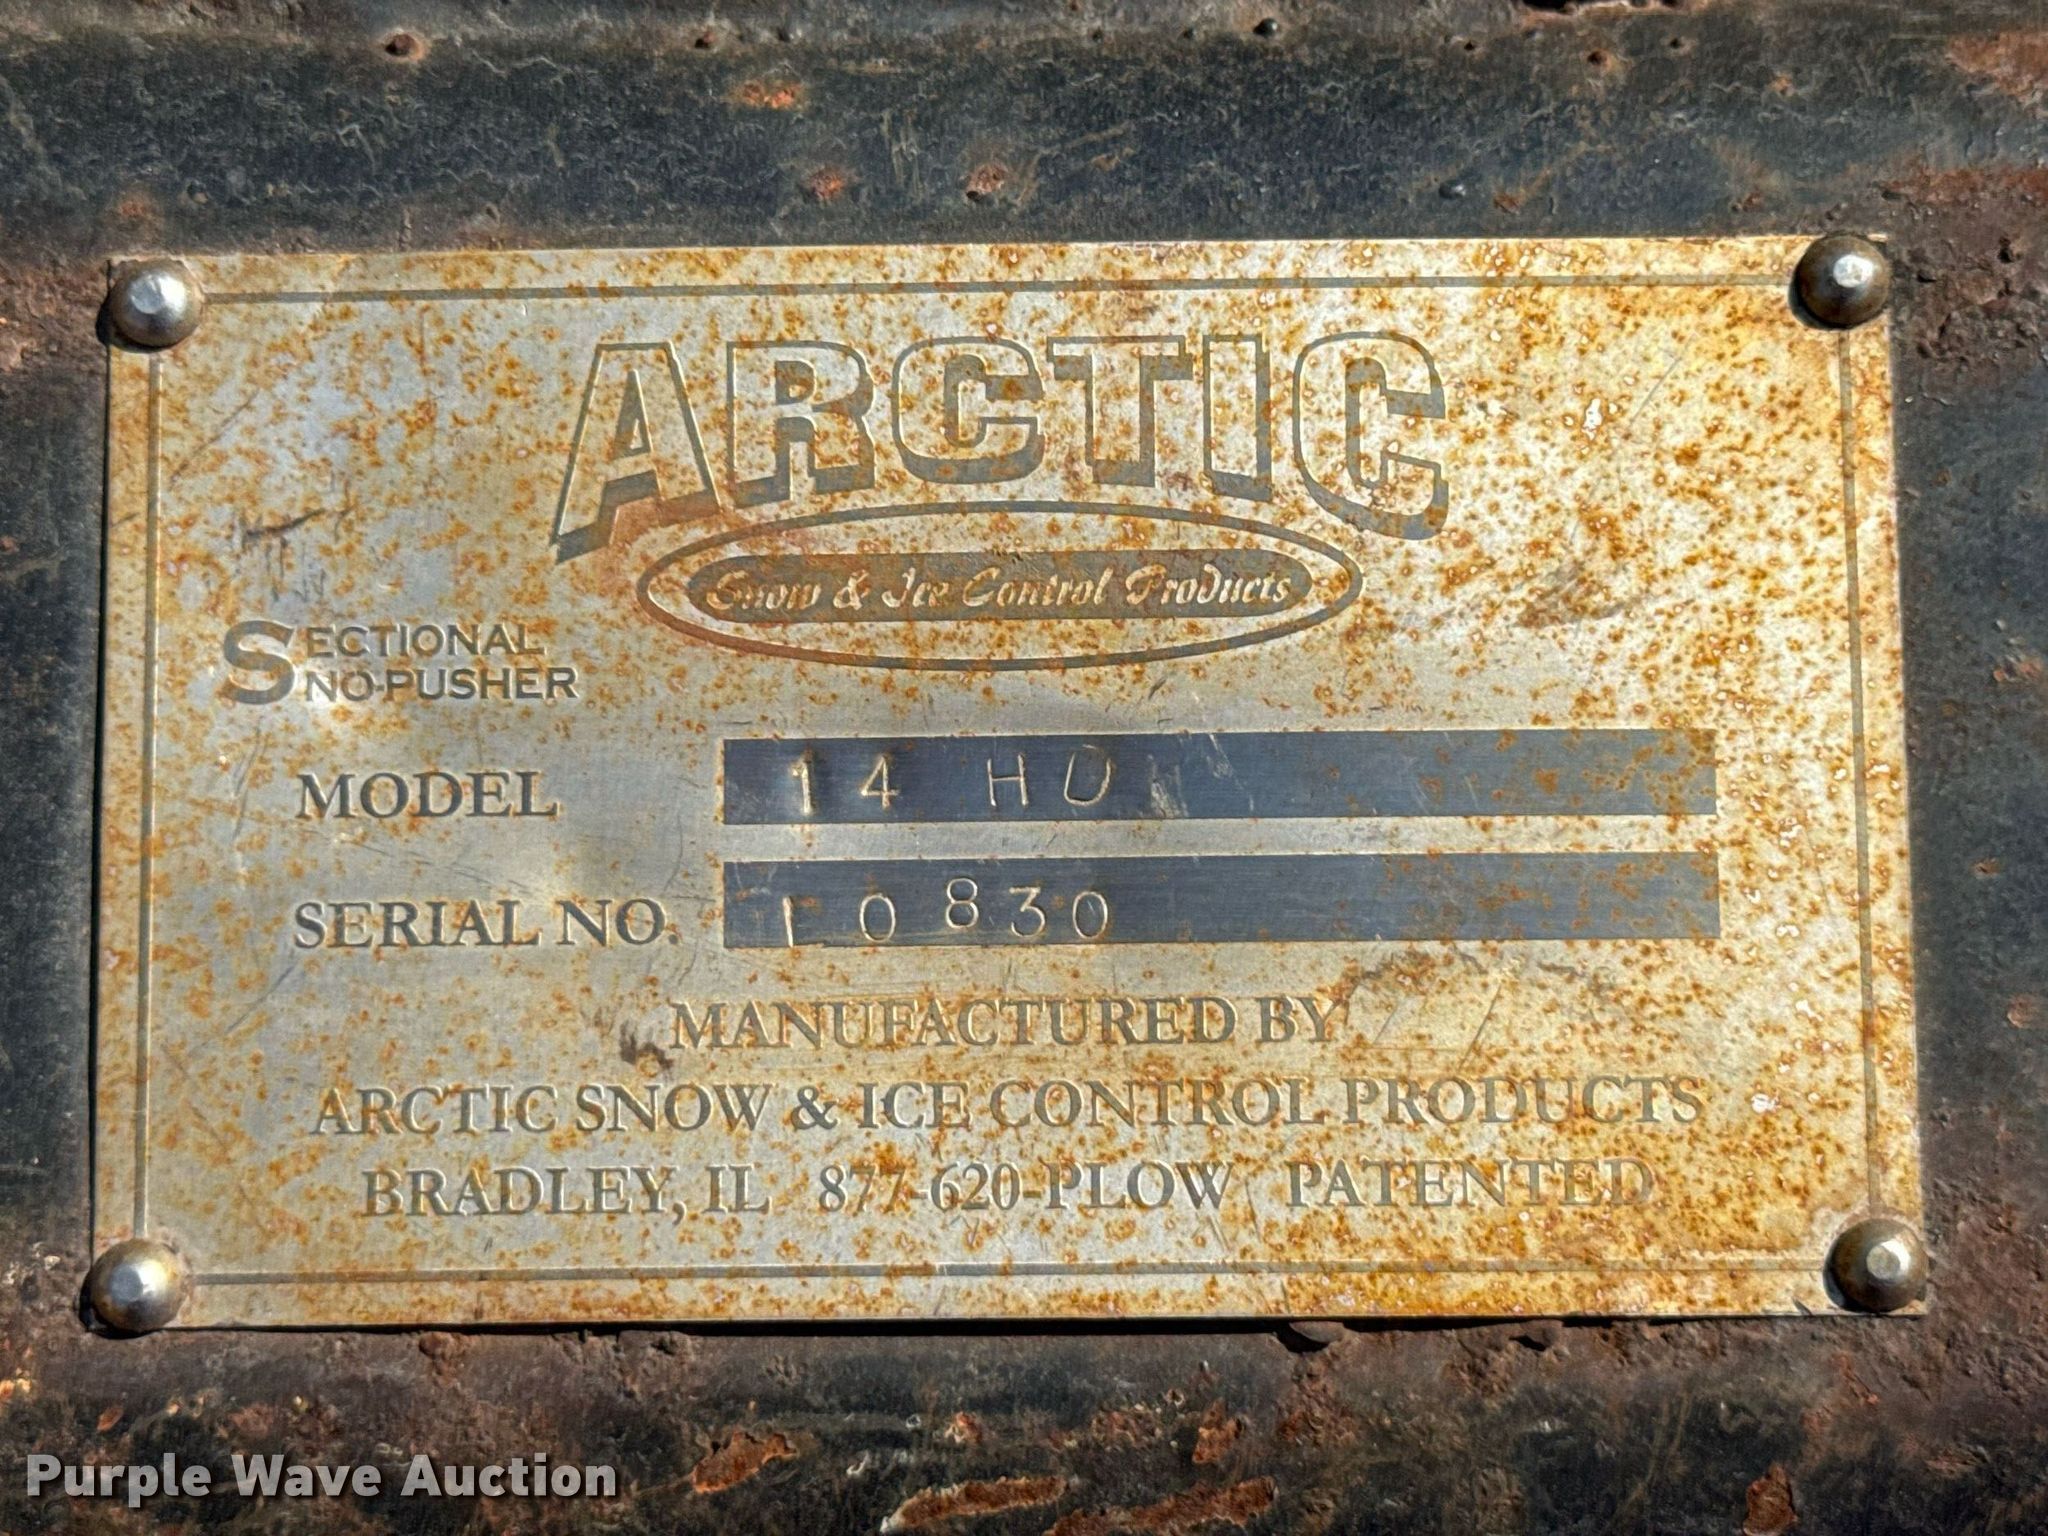 ARCTIC
Snow & Ice Control Products
SECTIONAL
SNO-PUSHER
MODEL 14 HD
SERIAL NO. 10830
MANUFACTURED BY
ARCTIC SNOW & ICE CONTROL PRODUCTS
BRADLEY, IL 877-620-PLOW PATENTED
Purple Wave Auction